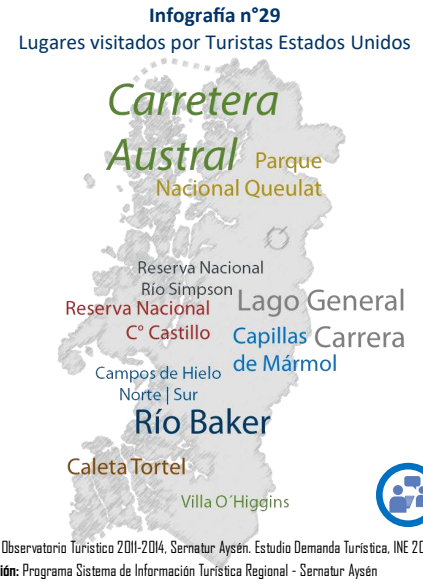 Infografía n°29
Lugares visitados por Turistas Estados Unidos
Carretera
Austral
Parque
Nacional Queulat
Reserva Nacional
Río Simpson
Lago General
Carrera
Reserva Nacional
C° Castillo
Capillas
de Mármol
Campos de Hielo
Norte | Sur
Río Baker
Caleta Tortel
Villa O´Higgins
Observatorio Turistico 2011-2014, Sernatur Aysén. Estudio Demanda Turística, INE
Programa Sistema de Información Turística Regional - Sernatur Aysén